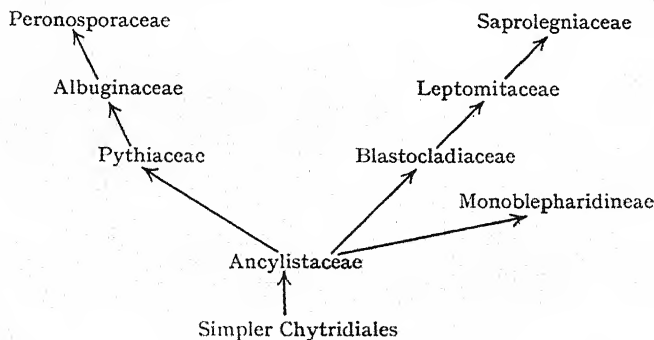 Peronosporaceae
Saprolegniaceae
Albuginaceae
Leptomitaceae
Pythiaceae
Blastocladiaceae
Monoblepharidineae
Ancylistaceae
Simpler Chytridiales